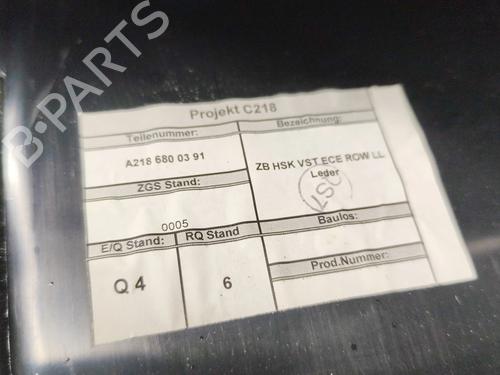 B-PARTS
Projekt C218
Teilenummer:
Bezeichnung:
A218 680 03 91
ZB HSK VST ECE ROW LL
Leder
ZGS Stand:
0005
E/Q Stand:
RQ Stand
Baulos:
Q 4
6
Prod.Nummer: